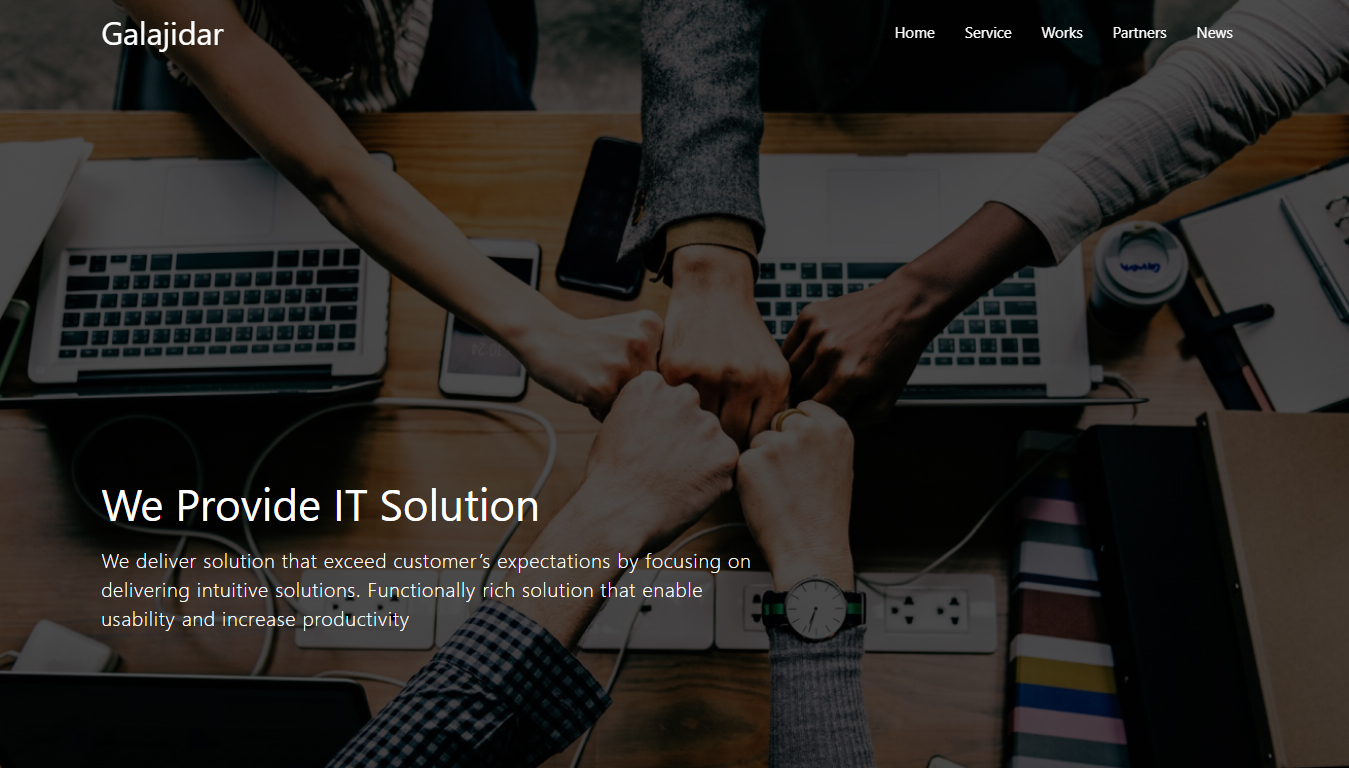 Galajidar
Home Service Works Partners News
We Provide IT Solution
We deliver solution that exceed customer’s expectations by focusing on
delivering intuitive solutions. Functionally rich solution that enable
usability and increase productivity